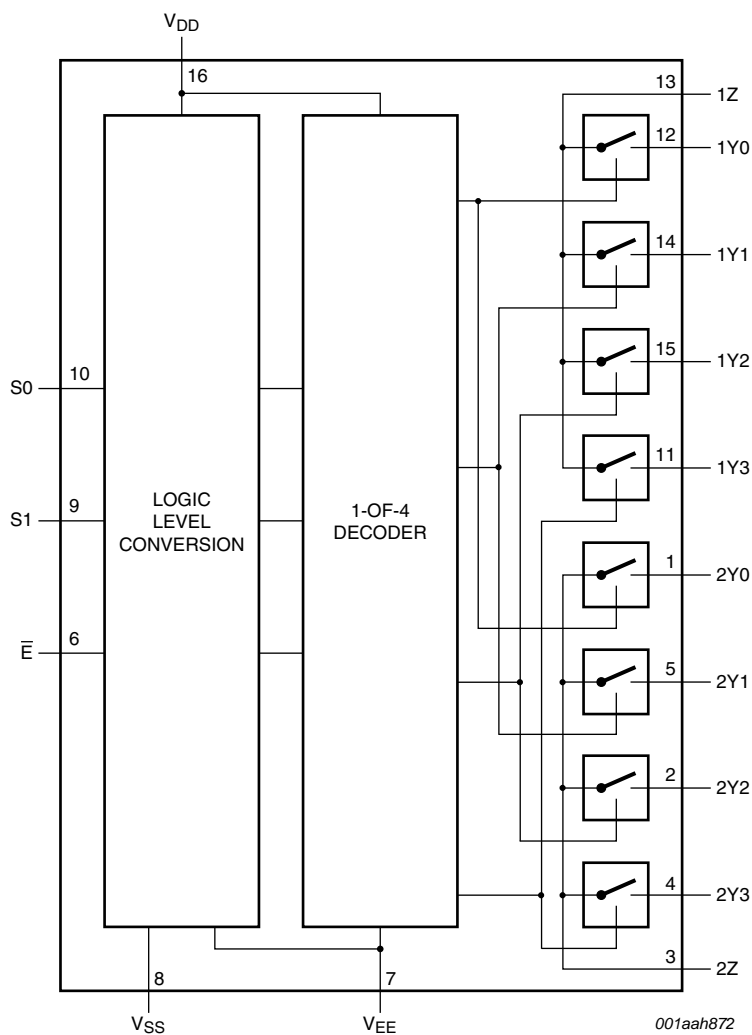 VDD
16
13
1Z
12
1Y0
14
1Y1
15
1Y2
11
1Y3
10
S0
9
S1
6
E̅
LOGIC
LEVEL
CONVERSION
1-OF-4
DECODER
1
2Y0
5
2Y1
2
2Y2
4
2Y3
3
2Z
8
7
VSS
VEE
001aah872